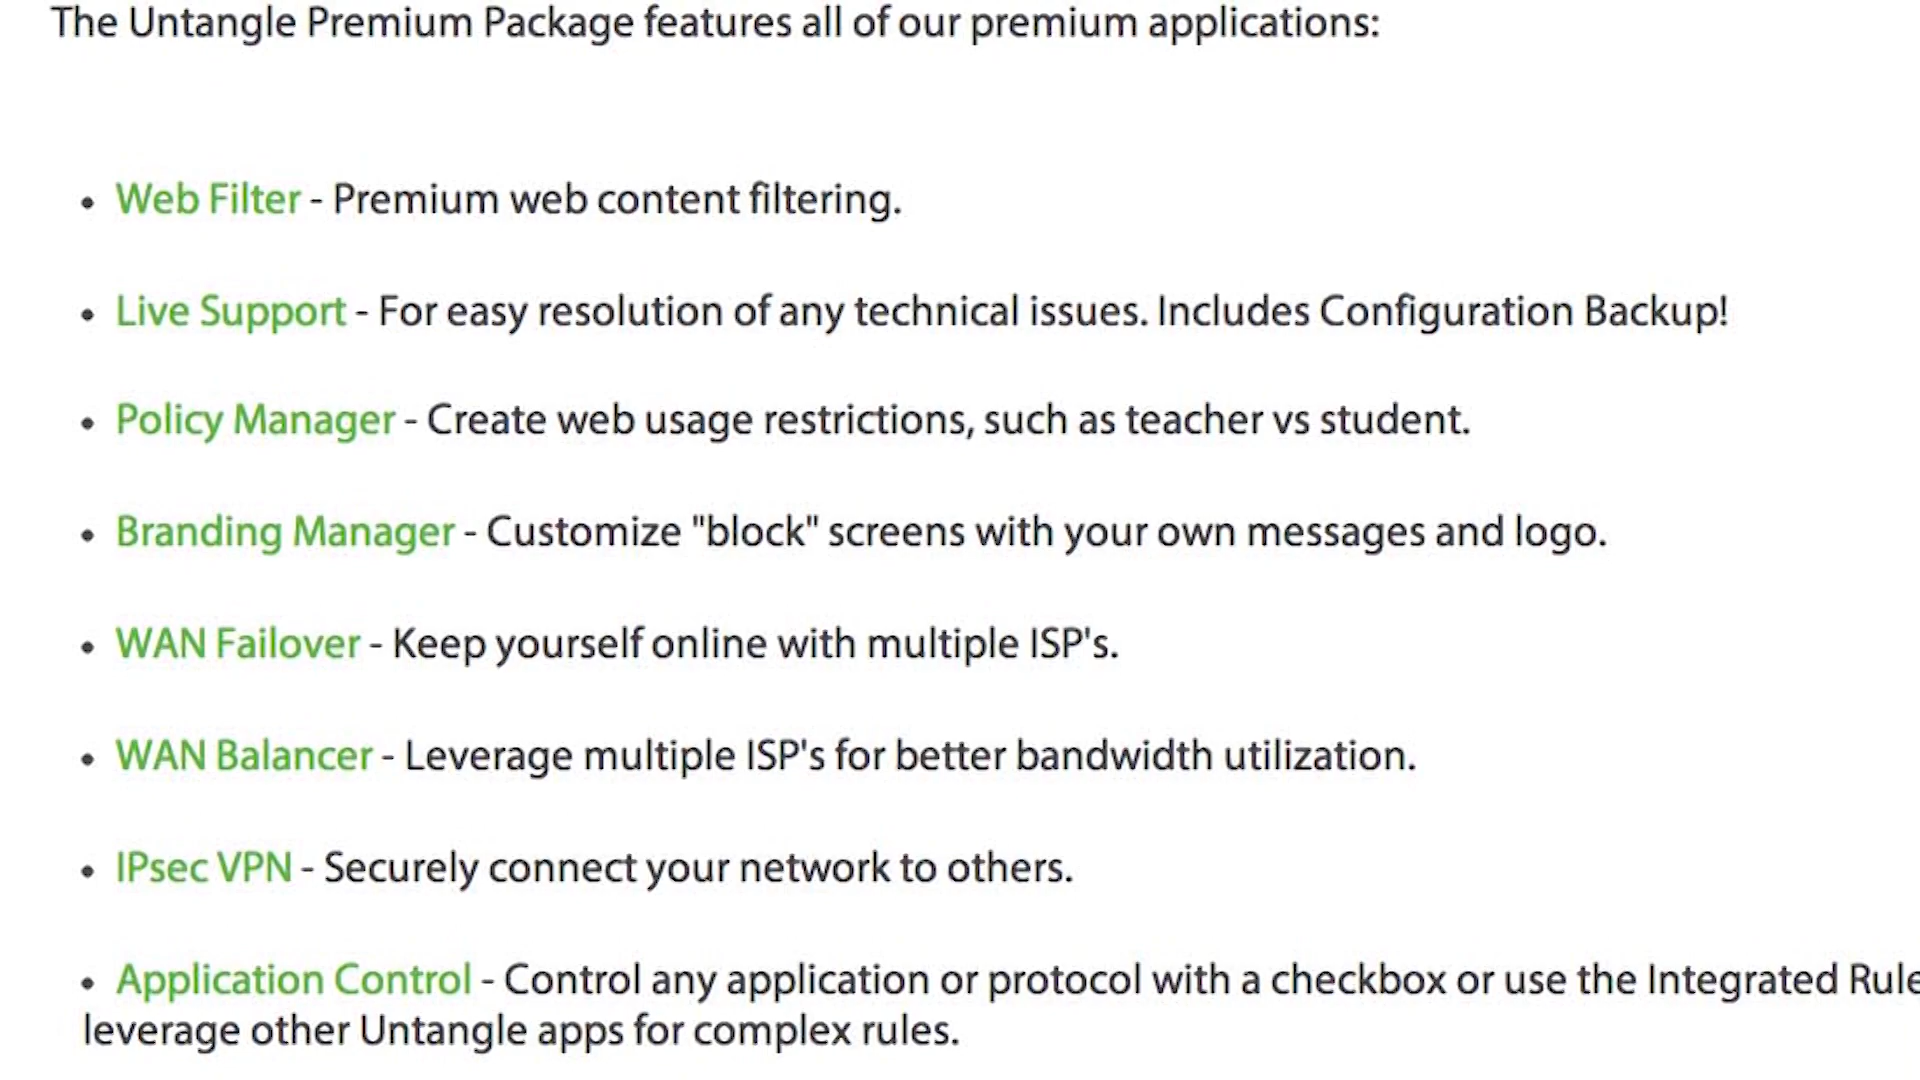 The Untangle Premium Package features all of our premium applications:
• Web Filter - Premium web content filtering.
• Live Support - For easy resolution of any technical issues. Includes Configuration Backup!
• Policy Manager - Create web usage restrictions, such as teacher vs student.
• Branding Manager - Customize "block" screens with your own messages and logo.
• WAN Failover - Keep yourself online with multiple ISP's.
• WAN Balancer - Leverage multiple ISP's for better bandwidth utilization.
• IPsec VPN - Securely connect your network to others.
• Application Control - Control any application or protocol with a checkbox or use the Integrated
leverage other Untangle apps for complex rules.